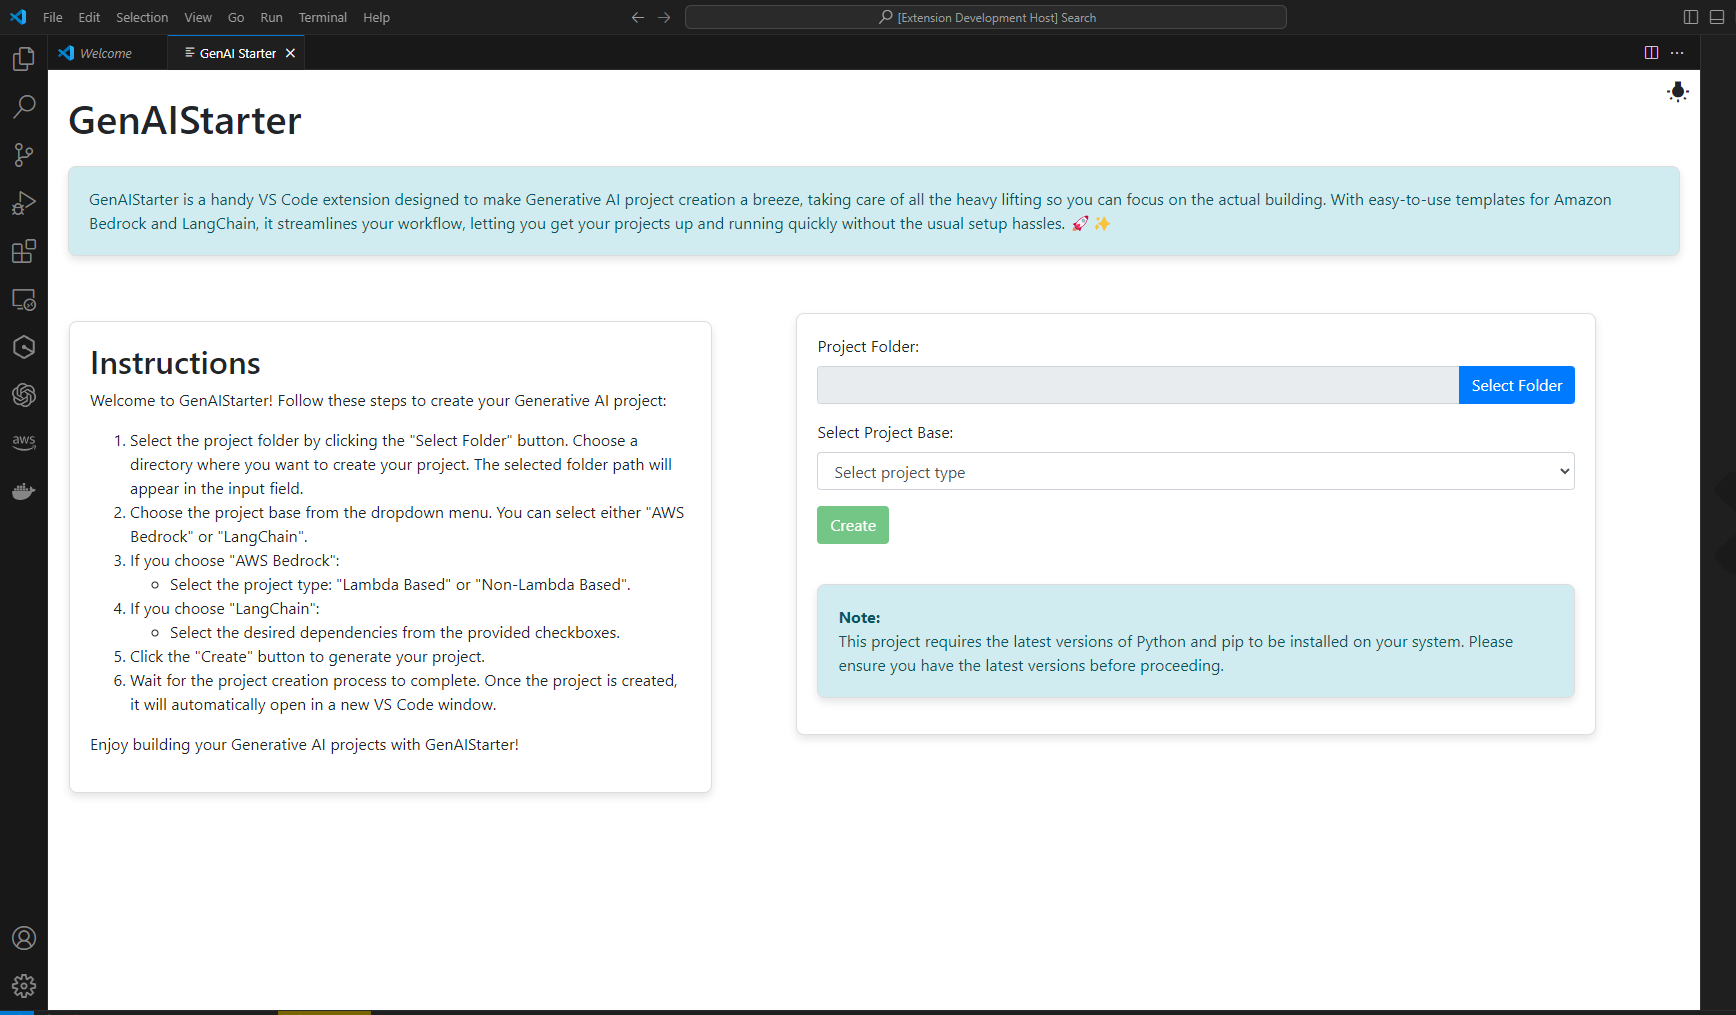 File Edit Selection View Go Run Terminal Help
[Extension Development Host] Search
Welcome
GenAI Starter
GenAIStarter
GenAIStarter is a handy VS Code extension designed to make Generative AI project creation a breeze, taking care of all the heavy lifting so you can focus on the actual building. With easy-to-use templates for Amazon
Bedrock and LangChain, it streamlines your workflow, letting you get your projects up and running quickly without the usual setup hassles. 🚀 ✨
Instructions
Welcome to GenAIStarter! Follow these steps to create your Generative AI project:
1. Select the project folder by clicking the "Select Folder" button. Choose a
directory where you want to create your project. The selected folder path will
appear in the input field.
2. Choose the project base from the dropdown menu. You can select either "AWS
Bedrock" or "LangChain".
3. If you choose "AWS Bedrock":
Select the project type: "Lambda Based" or "Non-Lambda Based".
4. If you choose "LangChain":
Select the desired dependencies from the provided checkboxes.
5. Click the "Create" button to generate your project.
6. Wait for the project creation process to complete. Once the project is created,
it will automatically open in a new VS Code window.
Enjoy building your Generative AI projects with GenAIStarter!
Project Folder:
Select Folder
Select Project Base:
Select project type
Create
Note:
This project requires the latest versions of Python and pip to be installed on your system. Please
ensure you have the latest versions before proceeding.
aws